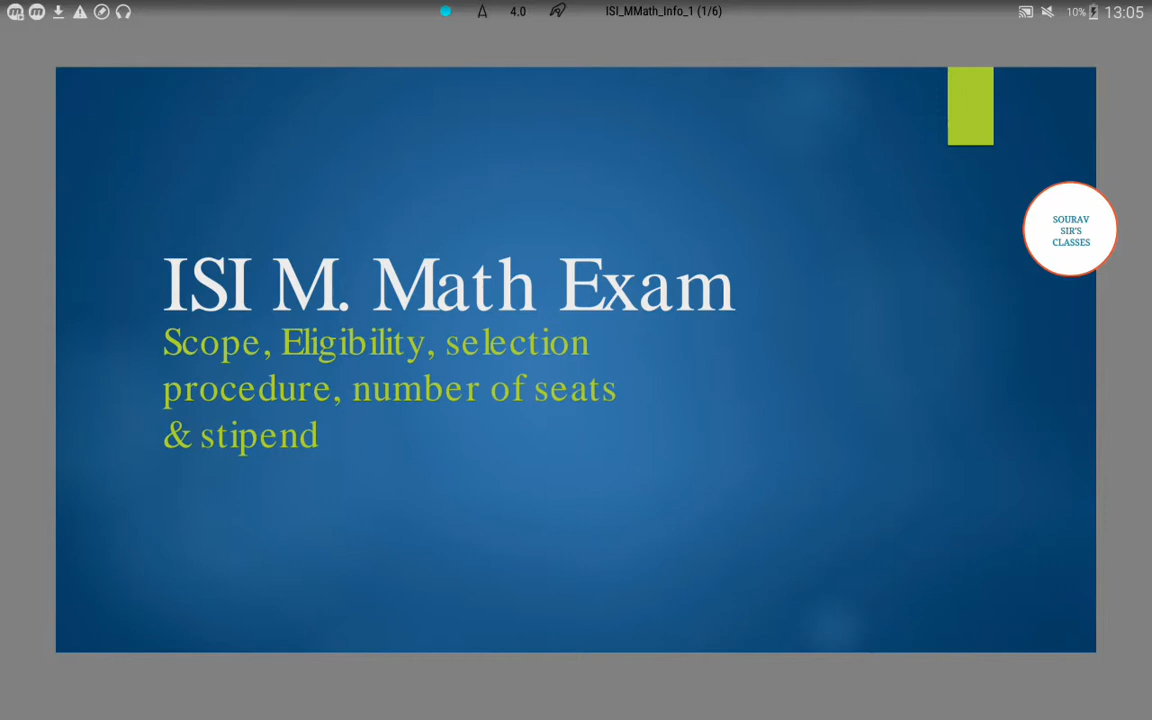 4.0 ISI_MMath_Info_1 (1/6) 10% 13:05
SOURAV
SIR'S
CLASSES
ISI M. Math Exam
Scope, Eligibility, selection
procedure, number of seats
& stipend